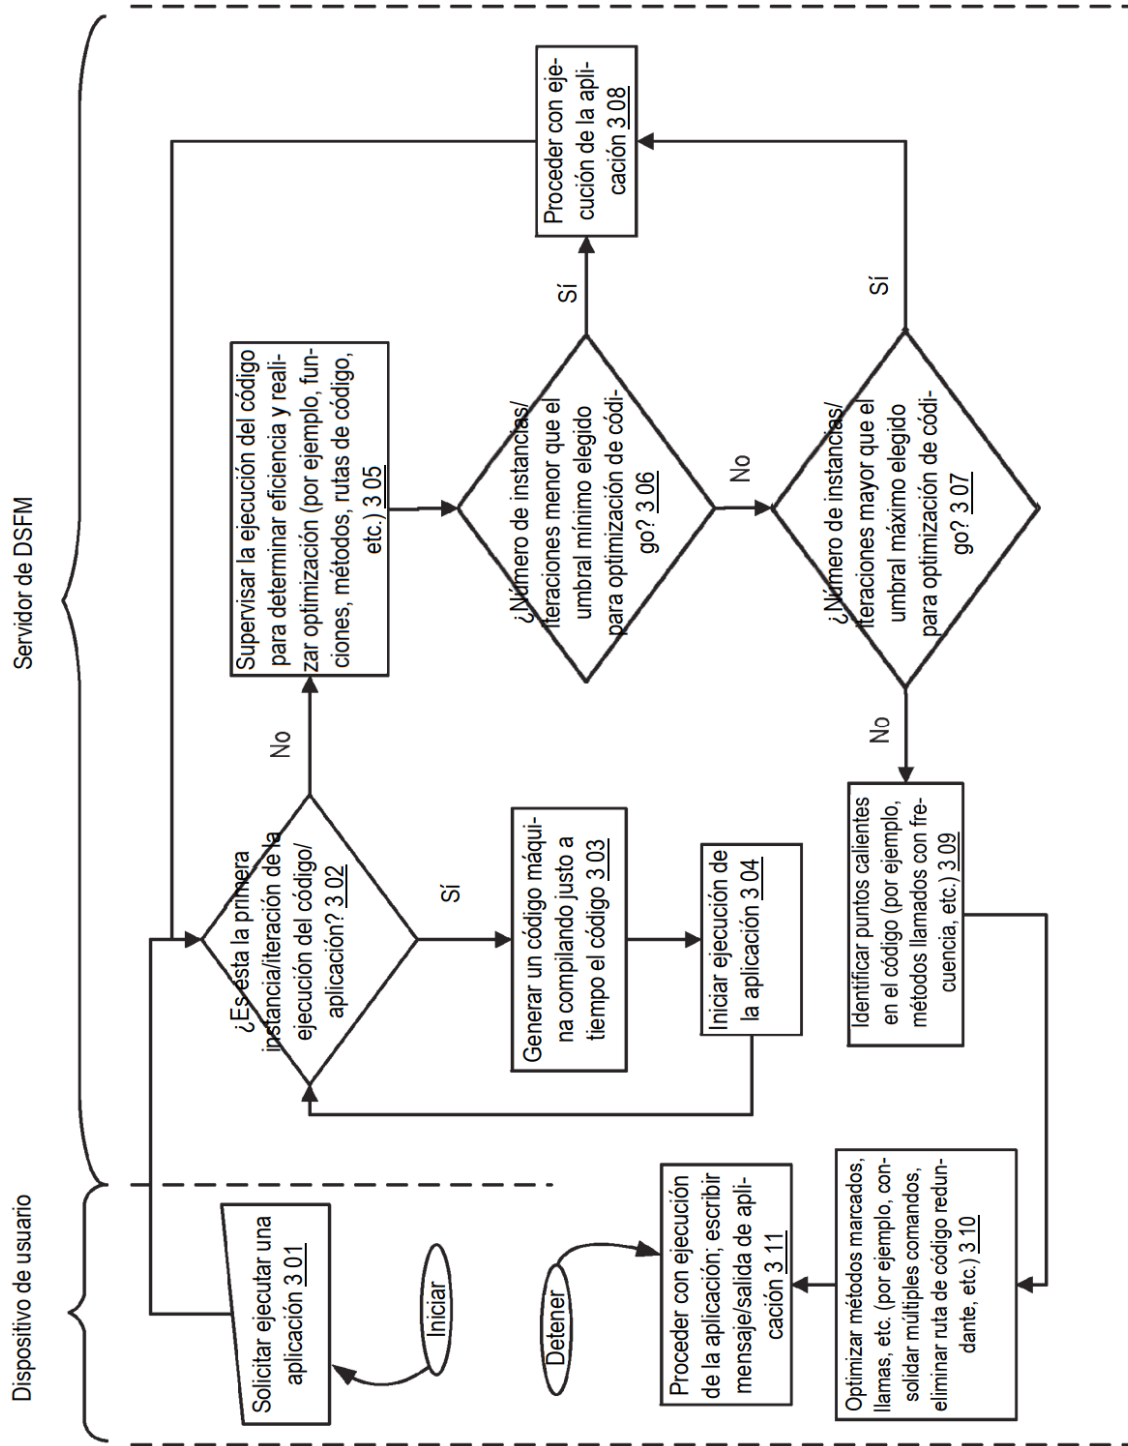 Dispositivo de usuario
Servidor de DSFM
Iniciar
Solicitar ejecutar una
aplicación 3 01
¿Es esta la primera
instancia/iteración de la
ejecución del código/
aplicación? 3 02
Sí
No
Generar un código máqui-
na compilando justo a
tiempo el código 3 03
Iniciar ejecución de
la aplicación 3 04
Supervisar la ejecución del código
para determinar eficiencia y reali-
zar optimización (por ejemplo, fun-
ciones, métodos, rutas de código,
etc.) 3 05
¿Número de instancias/
iteraciones menor que el
umbral mínimo elegido
para optimización de códi-
go? 3 06
Sí
No
¿Número de instancias/
iteraciones mayor que el
umbral máximo elegido
para optimización de códi-
go? 3 07
Sí
No
Proceder con eje-
cución de la apli-
cación 3 08
Identificar puntos calientes
en el código (por ejemplo,
métodos llamados con fre-
cuencia, etc.) 3 09
Optimizar métodos marcados,
llamas, etc. (por ejemplo, con-
solidar múltiples comandos,
eliminar ruta de código redun-
dante, etc.) 3 10
Proceder con ejecución
de la aplicación; escribir
mensaje/salida de apli-
cación 3 11
Detener